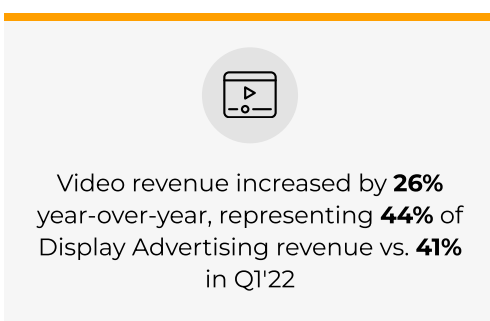 Video revenue increased by 26%
year-over-year, representing 44% of
Display Advertising revenue vs. 41%
in Q1'22